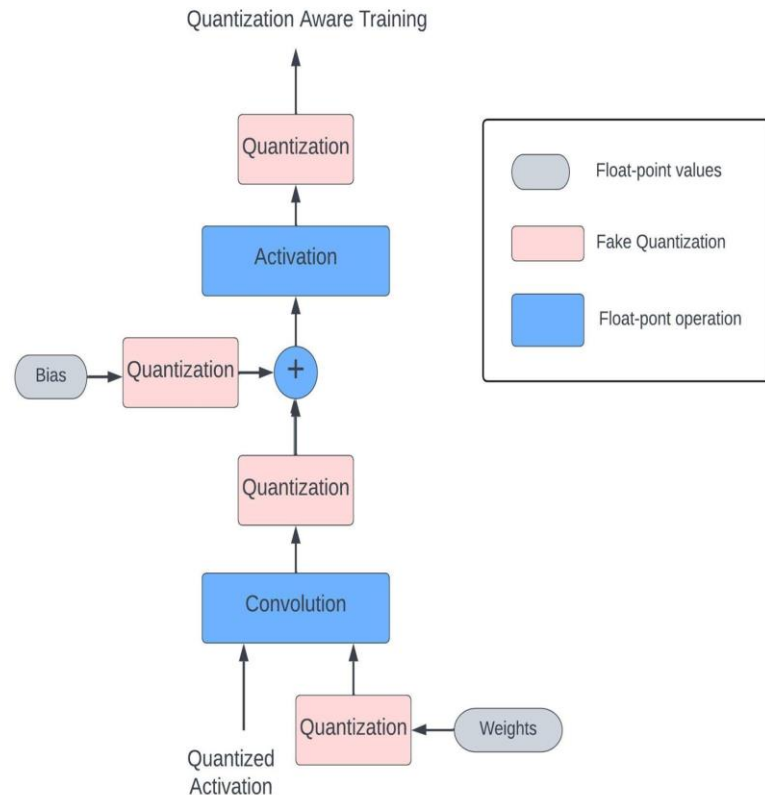 Quantization Aware Training
Quantization
Activation
Bias
Quantization
+
Quantization
Convolution
Quantized
Activation
Quantization
Weights
Float-point values
Fake Quantization
Float-pont operation